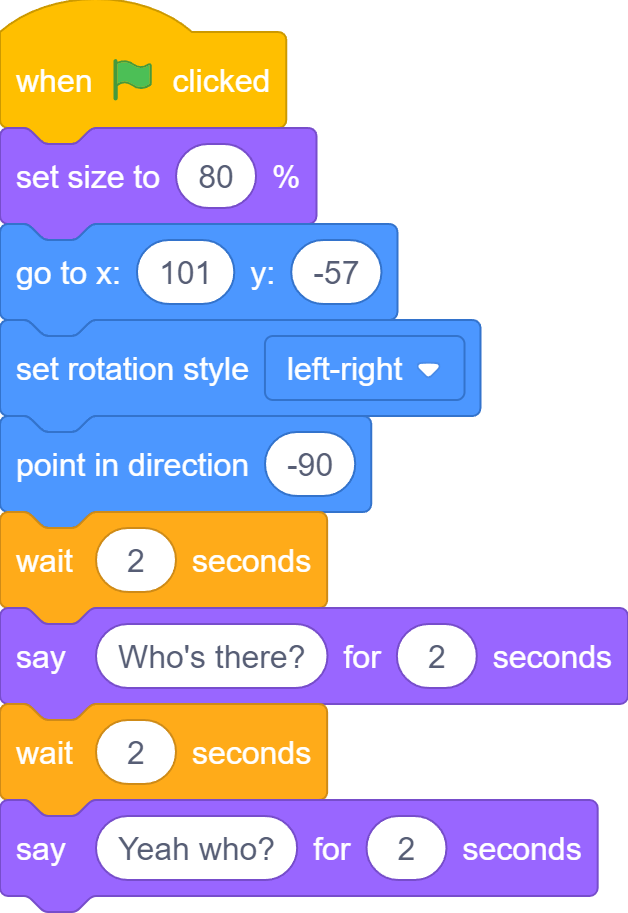 when clicked
set size to 80 %
go to x: 101 y: -57
set rotation style left-right
point in direction -90
wait 2 seconds
say Who's there? for 2 seconds
wait 2 seconds
say Yeah who? for 2 seconds